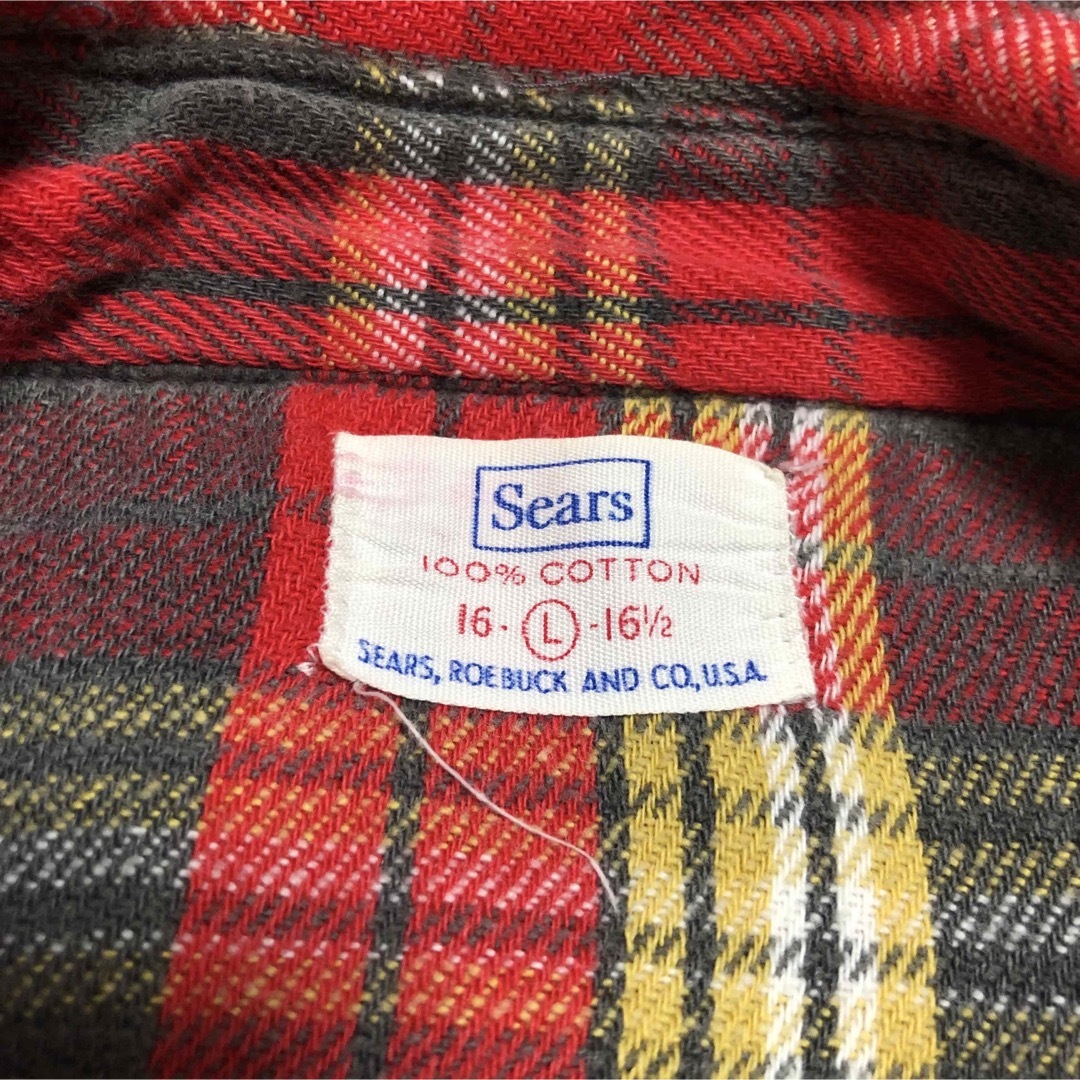 Sears
100% COTTON
16 - L - 16½
SEARS, ROEBUCK AND CO., U.S.A.